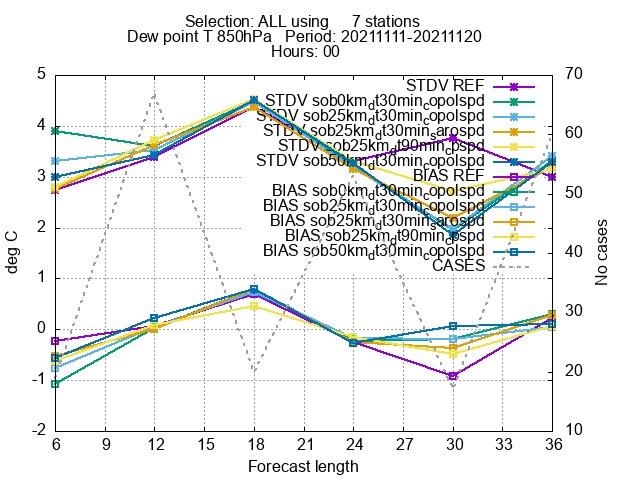 Selection: ALL using 7 stations
Dew point T 850hPa Period: 20211111-20211120
Hours: 00
5
4
3
2
1
0
-1
-2
deg C
70
60
50
40
30
20
10
No cases
STDV REF
STDV sob0km_dt30min_copolspd
STDV sob25km_dt30min_copolspd
STDV sob25km_dt30min_sarospd
STDV sob25km_dt90min_cpspd
STDV sob50km_dt30min_copolspd
BIAS REF
BIAS sob0km_dt30min_copolspd
BIAS sob25km_dt30min_copolspd
BIAS sob25km_dt30min_sarospd
BIAS sob25km_dt90min_cpspd
BIAS sob50km_dt30min_copolspd
CASES
6 9 12 15 18 21 24 27 30 33 36
Forecast length